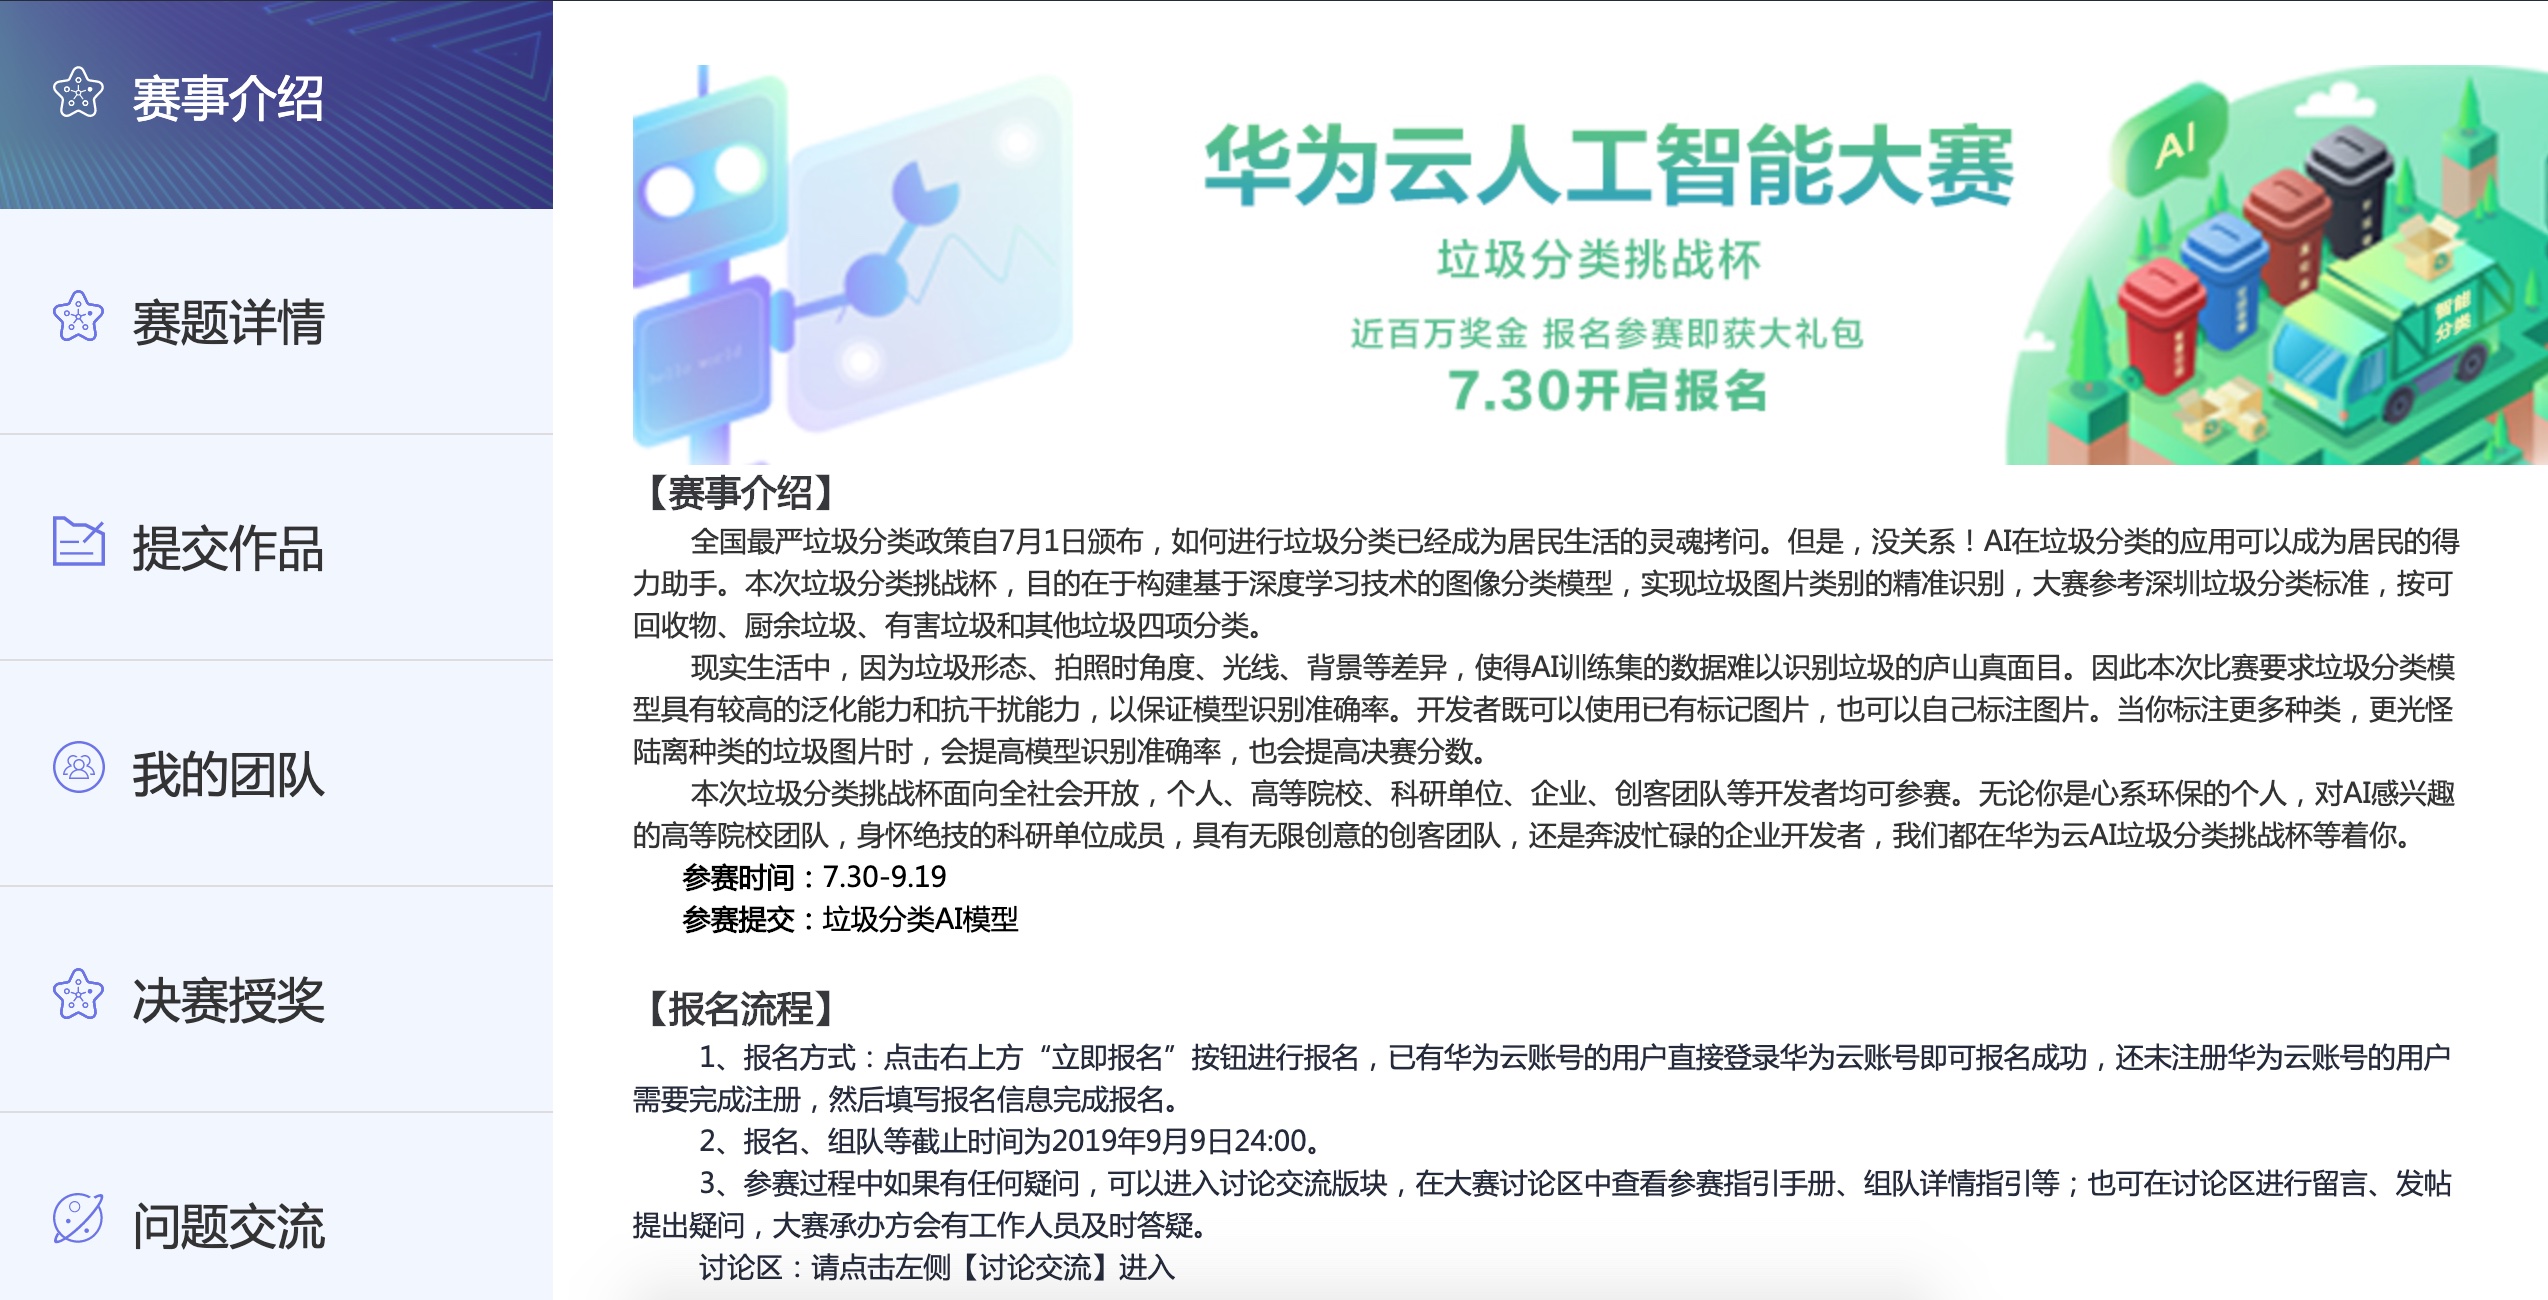 赛事介绍
赛题详情
提交作品
我的团队
决赛授奖
问题交流
华为云人工智能大赛
垃圾分类挑战杯
近百万奖金 报名参赛即获大礼包
7.30开启报名
hello world
AI
智能
分类
【赛事介绍】
全国最严垃圾分类政策自7月1日颁布，如何进行垃圾分类已经成为居民生活的灵魂拷问。但是，没关系！AI在垃圾分类的应用可以成为居民的得
力助手。本次垃圾分类挑战杯，目的在于构建基于深度学习技术的图像分类模型，实现垃圾图片类别的精准识别，大赛参考深圳垃圾分类标准，按可
回收物、厨余垃圾、有害垃圾和其他垃圾四项分类。
现实生活中，因为垃圾形态、拍照时角度、光线、背景等差异，使得AI训练集的数据难以识别垃圾的庐山真面目。因此本次比赛要求垃圾分类模
型具有较高的泛化能力和抗干扰能力，以保证模型识别准确率。开发者既可以使用已有标记图片，也可以自己标注图片。当你标注更多种类，更光怪
陆离种类的垃圾图片时，会提高模型识别准确率，也会提高决赛分数。
本次垃圾分类挑战杯面向全社会开放，个人、高等院校、科研单位、企业、创客团队等开发者均可参赛。无论你是心系环保的个人，对AI感兴趣
的高等院校团队，身怀绝技的科研单位成员，具有无限创意的创客团队，还是奔波忙碌的企业开发者，我们都在华为云AI垃圾分类挑战杯等着你。
参赛时间：7.30-9.19
参赛提交：垃圾分类AI模型
【报名流程】
1、报名方式：点击右上方“立即报名”按钮进行报名，已有华为云账号的用户直接登录华为云账号即可报名成功，还未注册华为云账号的用户
需要完成注册，然后填写报名信息完成报名。
2、报名、组队等截止时间为2019年9月9日24:00。
3、参赛过程中如果有任何疑问，可以进入讨论交流版块，在大赛讨论区中查看参赛指引手册、组队详情指引等；也可在讨论区进行留言、发帖
提出疑问，大赛承办方会有工作人员及时答疑。
讨论区：请点击左侧【讨论交流】进入